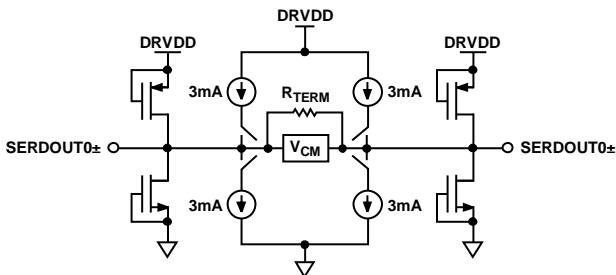 DRVDD
DRVDD
DRVDD
3mA
RTERM
3mA
SERDOUT0±
VCM
SERDOUT0±
3mA
3mA